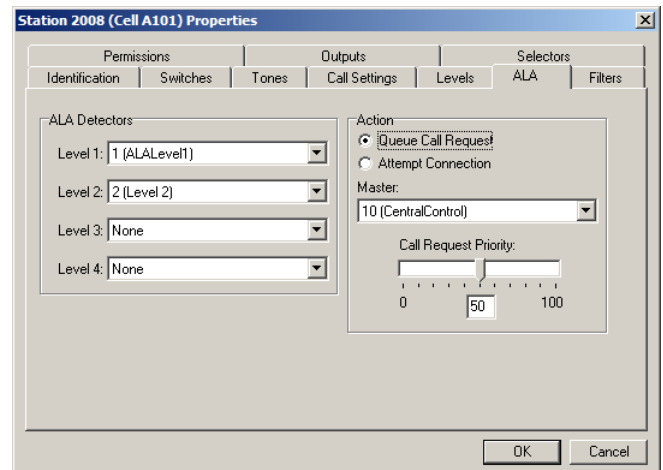 Station 2008 (Cell A101) Properties
Permissions Outputs Selectors
Identification Switches Tones Call Settings Levels ALA Filters
ALA Detectors
Level 1: 1 (ALALevel1)
Level 2: 2 (Level 2)
Level 3: None
Level 4: None
Action
Queue Call Request
Attempt Connection
Master:
10 (CentralControl)
Call Request Priority:
0 50 100
OK Cancel